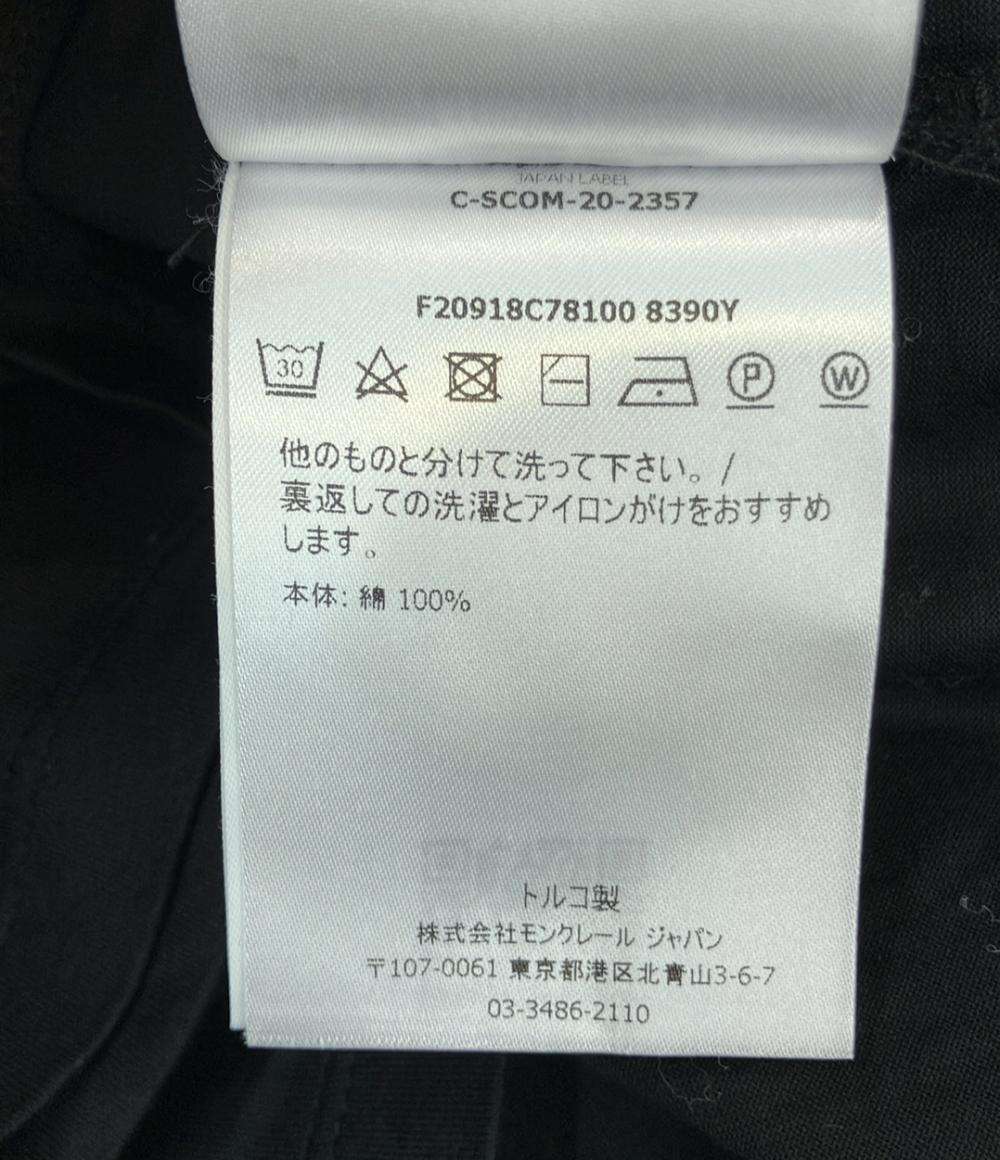 JAPAN LABEL
C-SCOM-20-2357
F20918C78100 8390Y
30 P W
他のものと分けて洗って下さい。/
裏返しての洗濯とアイロンがけをおすすめ
します。
本体: 綿 100%
トルコ製
株式会社モンクレール ジャパン
〒107-0061 東京都港区北青山3-6-7
03-3486-2110